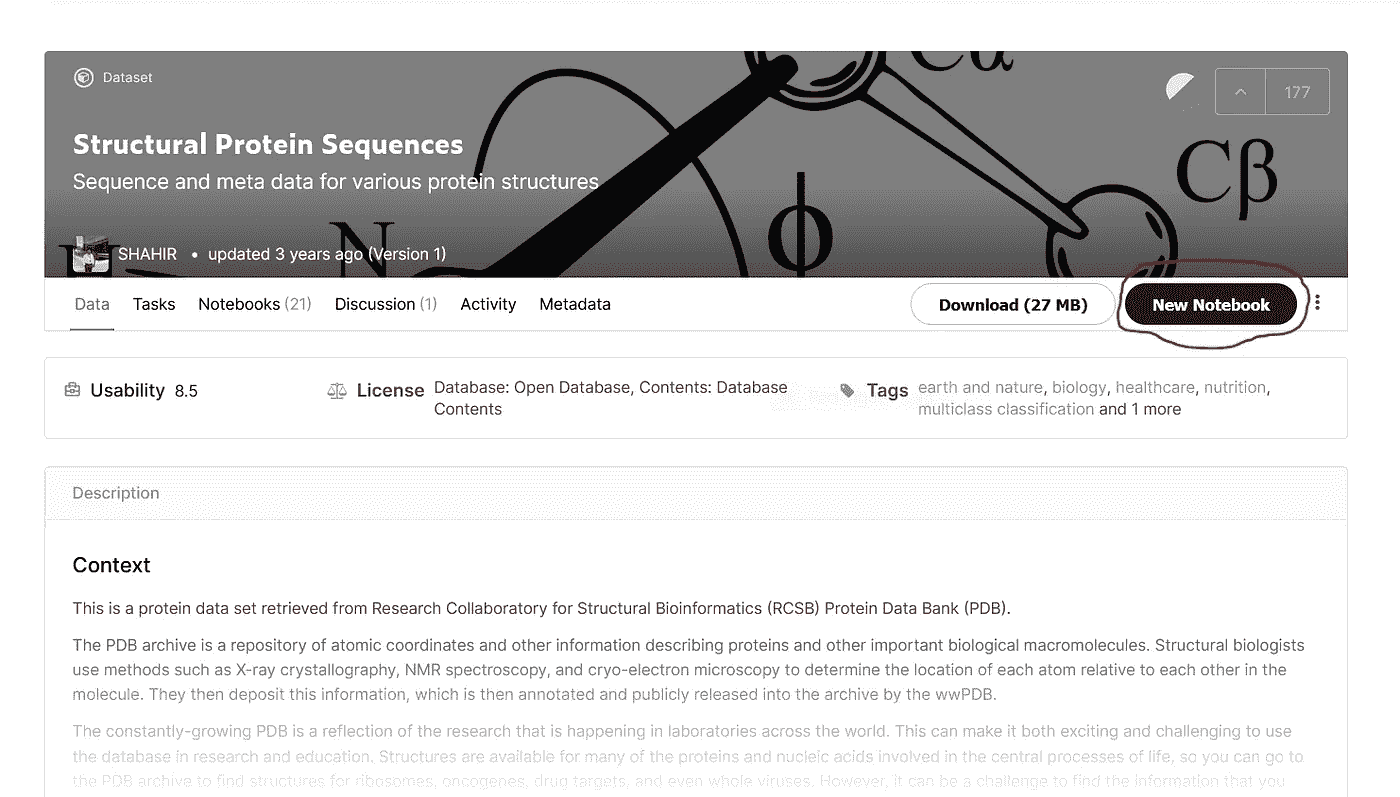 Dataset
Cα
177
Structural Protein Sequences
Cβ
Sequence and meta data for various protein structures
ϕ
N
SHAHIR • updated 3 years ago (Version 1)
Data Tasks Notebooks (21) Discussion (1) Activity Metadata Download (27 MB) New Notebook
Usability 8.5 License Database: Open Database, Contents: Database Tags earth and nature, biology, healthcare, nutrition,
Contents multiclass classification and 1 more
Description
Context
This is a protein data set retrieved from Research Collaboratory for Structural Bioinformatics (RCSB) Protein Data Bank (PDB).
The PDB archive is a repository of atomic coordinates and other information describing proteins and other important biological macromolecules. Structural biologists
use methods such as X-ray crystallography, NMR spectroscopy, and cryo-electron microscopy to determine the location of each atom relative to each other in the
molecule. They then deposit this information, which is then annotated and publicly released into the archive by the wwPDB.
The constantly-growing PDB is a reflection of the research that is happening in laboratories across the world. This can make it both exciting and challenging to use
the database in research and education. Structures are available for many of the proteins and nucleic acids involved in the central processes of life, so you can go to
the PDB archive to find structures for ribosomes, oncogenes, drug targets, and even whole viruses. However, it can be a challenge to find the information that you